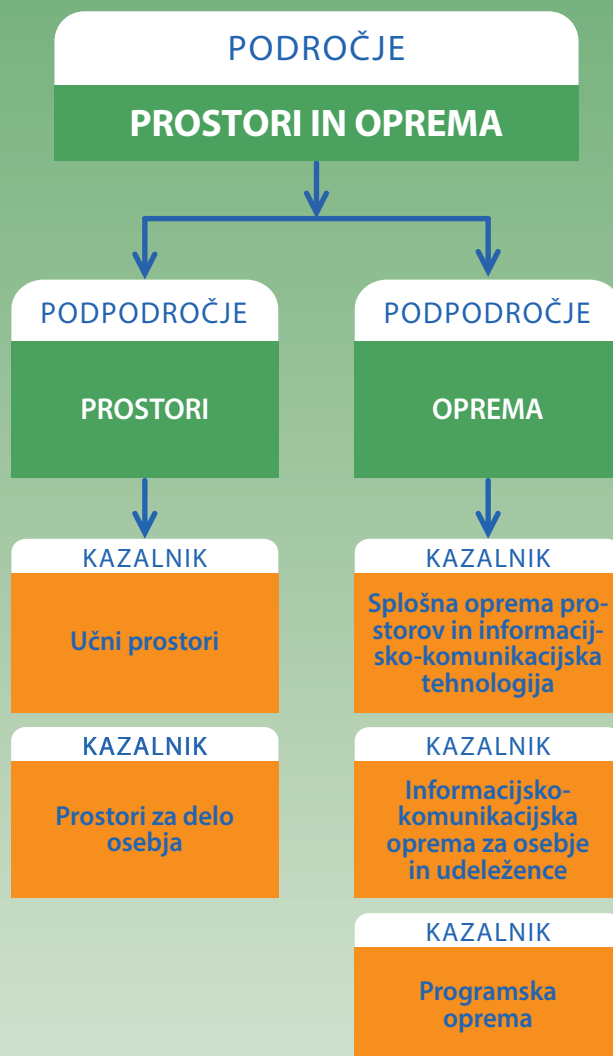 PODROČJE
PROSTORI IN OPREMA
PODPODROČJE
PROSTORI
KAZALNIK
Učni prostori
KAZALNIK
Prostori za delo
osebja
PODPODROČJE
OPREMA
KAZALNIK
Splošna oprema pro-
storov in informacij-
sko-komunikacijska
tehnologija
KAZALNIK
Informacijsko-
komunikacijska
oprema za osebje
in udeležence
KAZALNIK
Programska
oprema